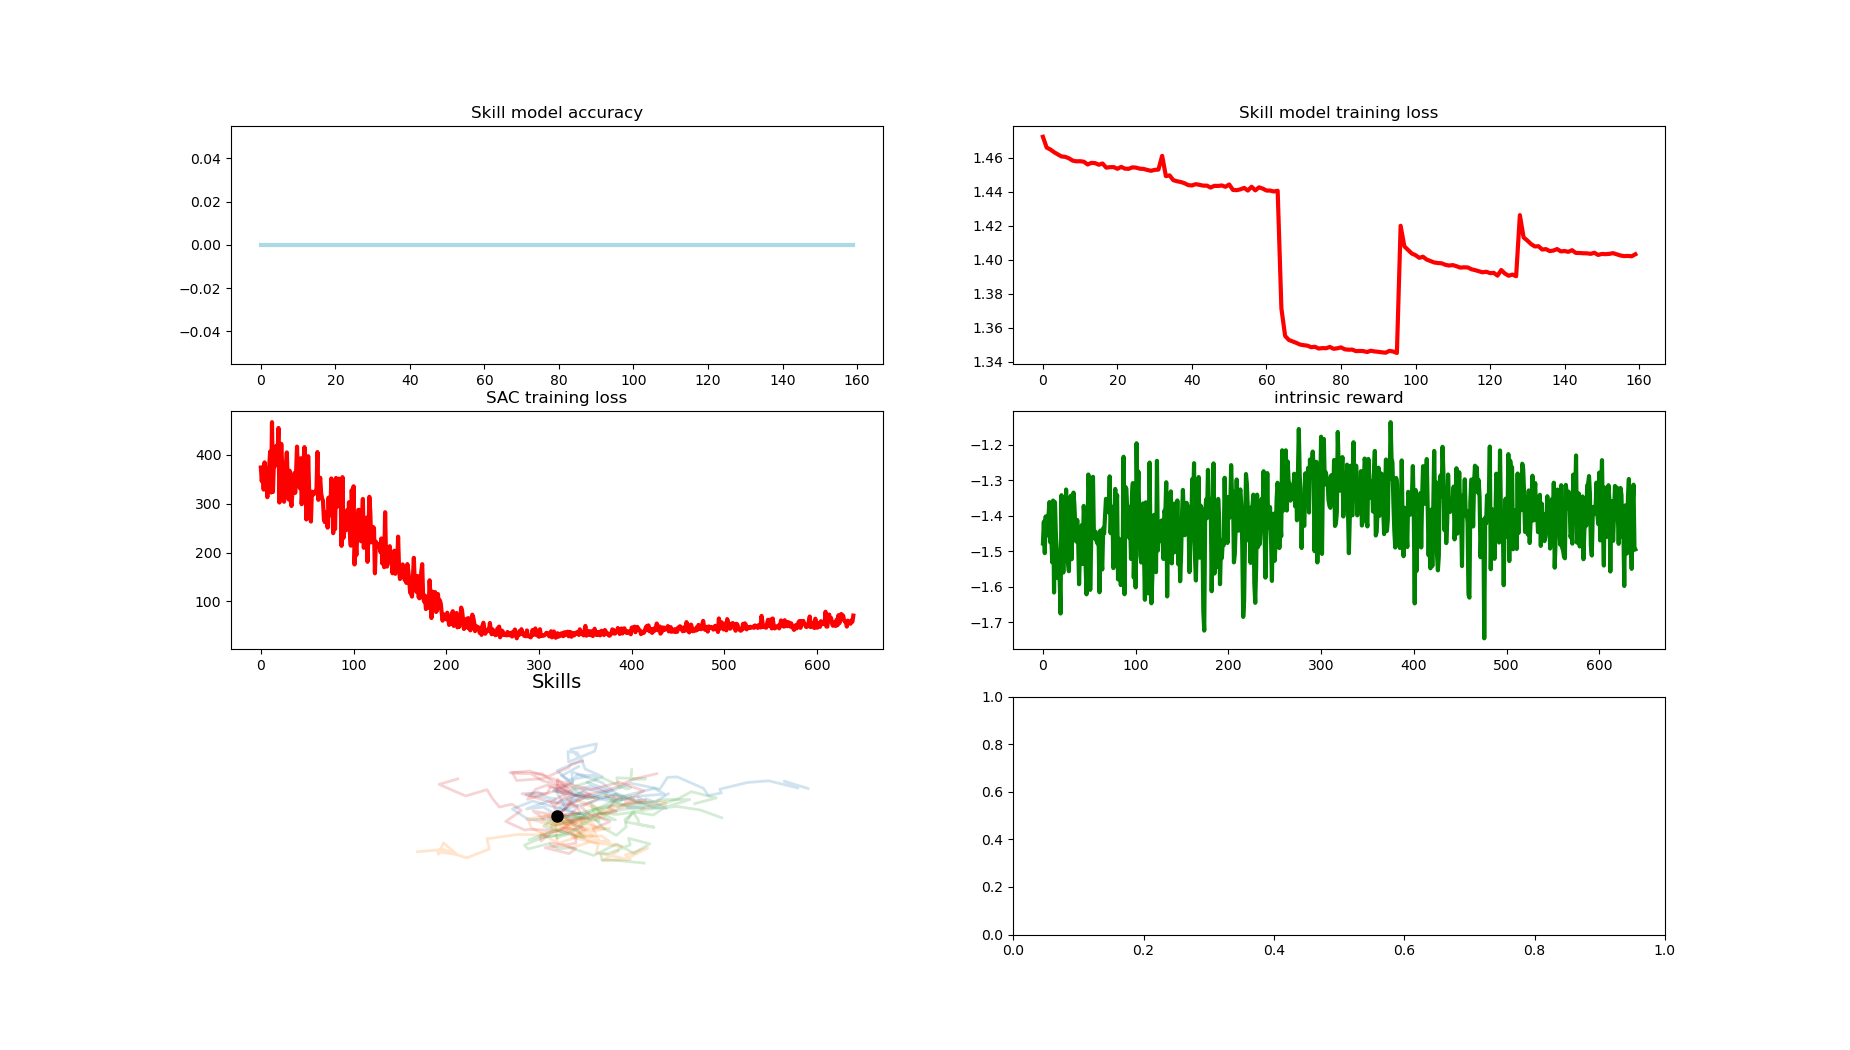 Skill model accuracy
0.04
0.02
0.00
−0.02
−0.04
0 20 40 60 80 100 120 140 160
Skill model training loss
1.46
1.44
1.42
1.40
1.38
1.36
1.34
0 20 40 60 80 100 120 140 160
SAC training loss
400
300
200
100
0 100 200 300 400 500 600
intrinsic reward
−1.2
−1.3
−1.4
−1.5
−1.6
−1.7
0 100 200 300 400 500 600
Skills
1.0
0.8
0.6
0.4
0.2
0.0
0.0 0.2 0.4 0.6 0.8 1.0